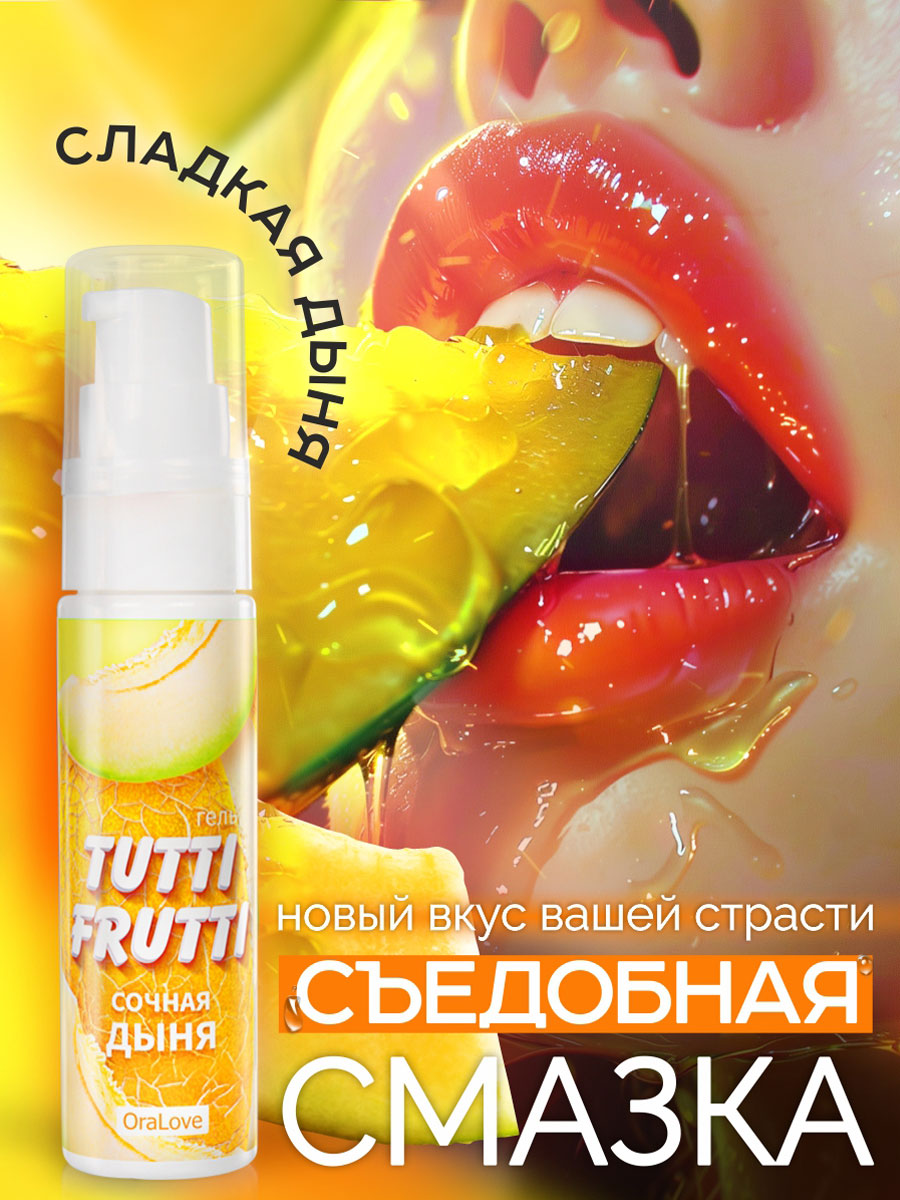 СЛАДКАЯ ДЫНЯ
гель
TUTTI
FRUTTI
СОЧНАЯ
ДЫНЯ
OraLove
новый вкус вашей страсти
СЪЕДОБНАЯ
СМАЗКА